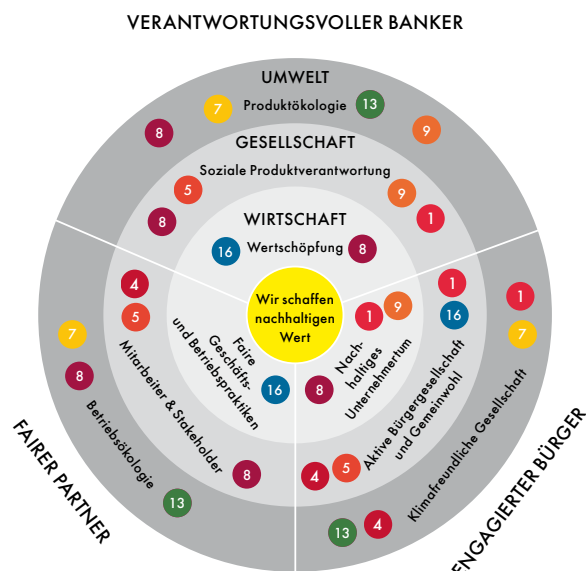 VERANTWORTUNGSVOLLER BANKER
UMWELT
Produktökologie
8
7
13
9
GESELLSCHAFT
Soziale Produktverantwortung
8
5
9
1
WIRTSCHAFT
Wertschöpfung
16
8
Wir schaffen
nachhaltigen
Wert
FAIRER PARTNER
Faire
Geschäfts-
und Betriebspraktiken
16
Mitarbeiter & Stakeholder
4
5
8
Betriebsökologie
7
8
13
ENGAGIERTER BÜRGER
Nach-
haltiges
Unternehmertum
1
9
8
Aktive Bürgergesellschaft
und Gemeinwohl
1
16
4
5
Klimafreundliche Gesellschaft
1
7
13
4